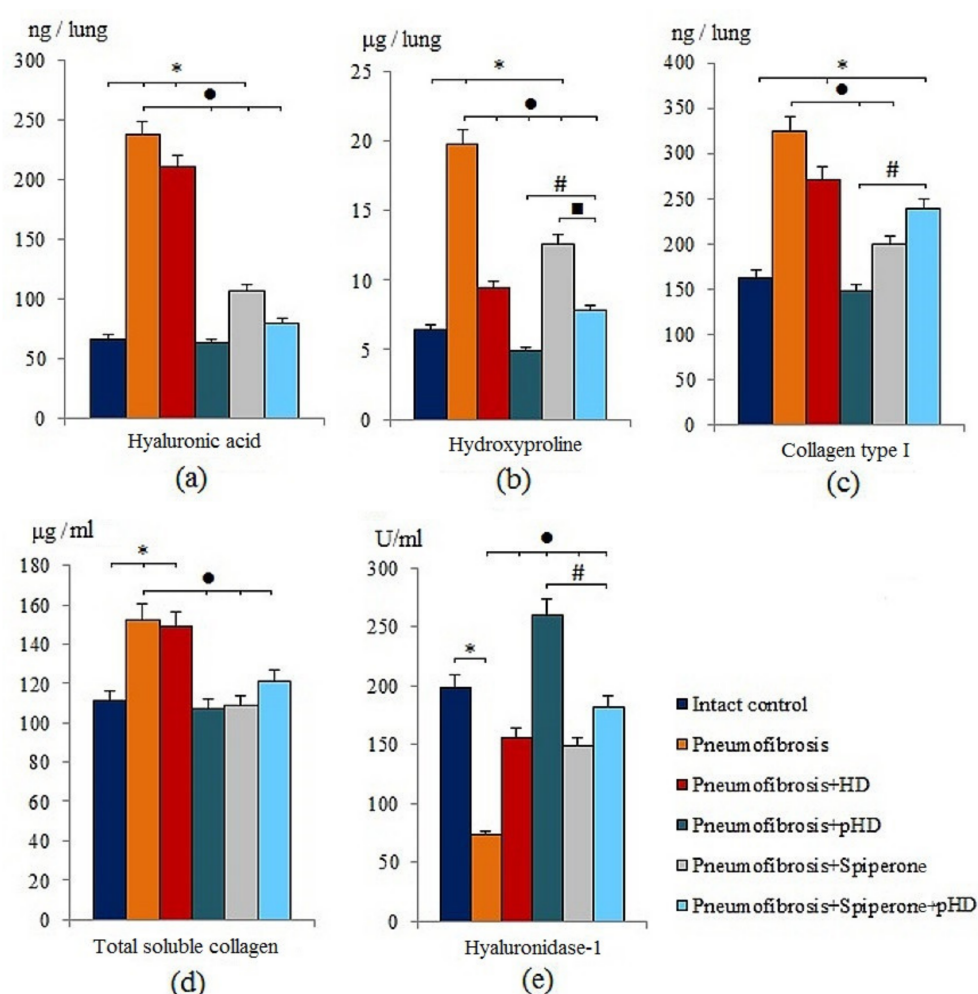 ng / lung
300
250
200
150
100
50
0
*
●
Hyaluronic acid
(a)
μg / lung
25
20
15
10
5
0
*
●
#
■
Hydroxyproline
(b)
ng / lung
400
350
300
250
200
150
100
50
0
*
●
#
Collagen type I
(c)
μg / ml
180
160
140
120
100
80
60
40
20
0
*
●
Total soluble collagen
(d)
U/ml
300
250
200
150
100
50
0
●
#
*
Hyaluronidase-1
(e)
Intact control
Pneumofibrosis
Pneumofibrosis+HD
Pneumofibrosis+pHD
Pneumofibrosis+Spiperone
Pneumofibrosis+Spiperone+pHD